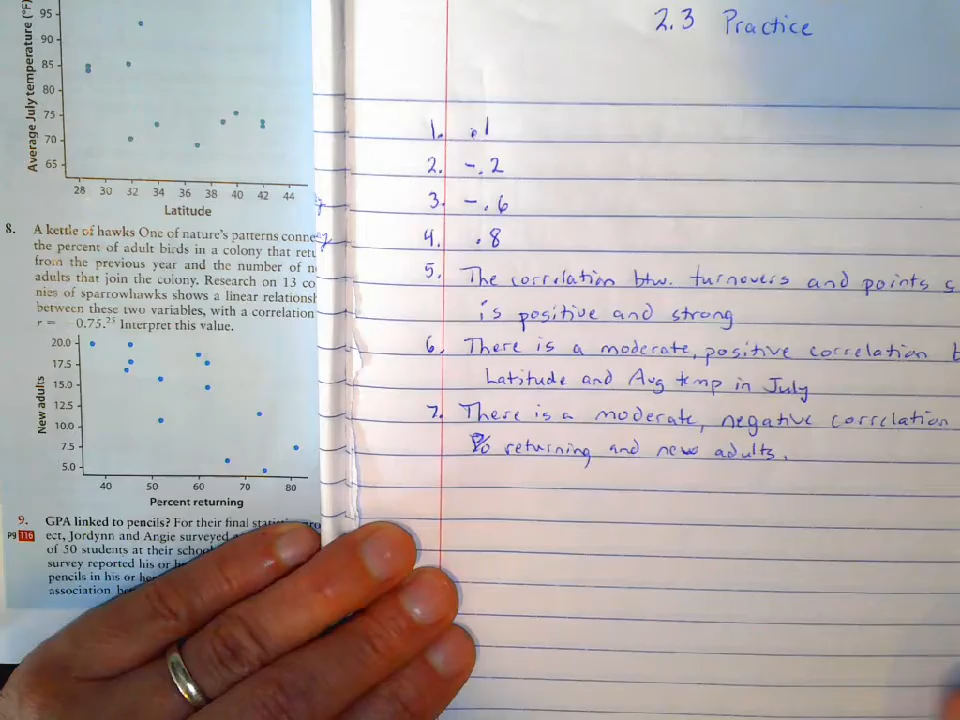 Average July temperature (°F)
95
90
85
80
75
70
65
28 30 32 34 36 38 40 42 44
Latitude
8. A kettle of hawks One of nature's patterns
the percent of adult birds in a colony that
from the previous year and the number of
adults that join the colony. Research on 13
nies of sparrowhawks shows a linear
between these two variables, with a correlation
r = 0.75.25 Interpret this value.
New adults
20.0
17.5
15.0
12.5
10.0
7.5
5.0
40 50 60 70 80
Percent returning
9. GPA linked to pencils? For their final
pg 116 ect, Jordynn and Angie surveyed
of 50 students at their school
survey reported his or
pencils in his or
association
2.3 Practice
1. .1
2. -.2
3. -.6
4. .8
5. The correlation btw. turnovers and points
is positive and strong
6. There is a moderate, positive correlation
Latitude and Avg temp in July
7. There is a moderate, negative correlation
% returning and new adults.